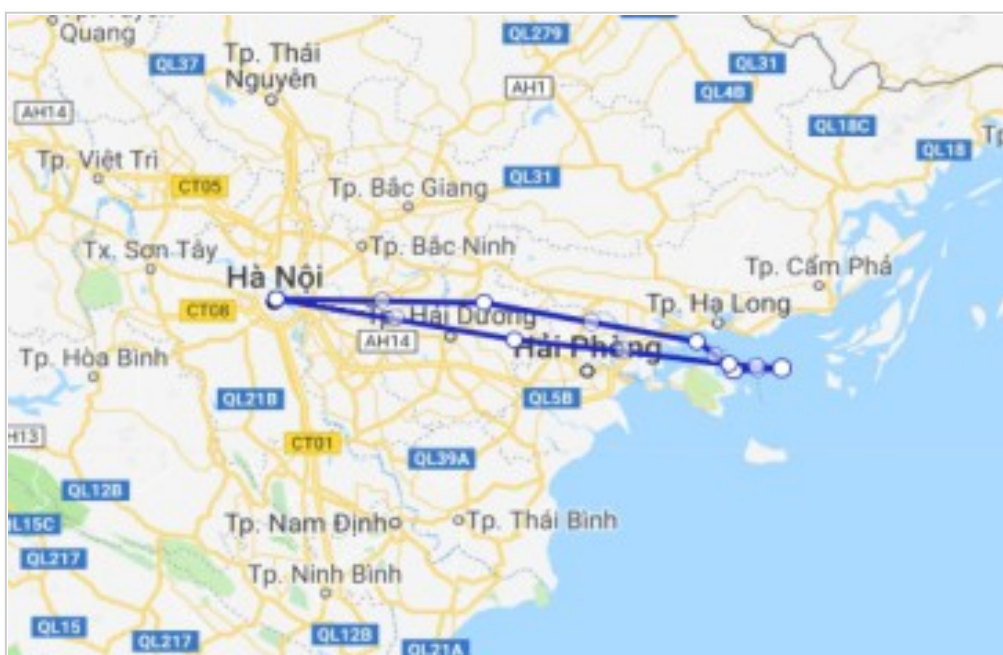 Quang
QL37
Tp. Thái
Nguyên
QL279
AH1
QL31
QL4B
QL18C
QL18
AH14
Tp. Việt Trì
CT05
Tp. Bắc Giang
QL31
Tx. Sơn Tây
Tp. Bắc Ninh
Hà Nội
CT08
Tp. Cẩm Phả
Tp. Hạ Long
Tp. Hải Dương
AH14
Hải Phòng
Tp. Hòa Bình
QL21B
QL5B
CT01
QL39A
QL12B
QL15C
Tp. Nam Định
Tp. Thái Bình
QL217
Tp. Ninh Bình
QL15
QL217
QL12B
QL21A